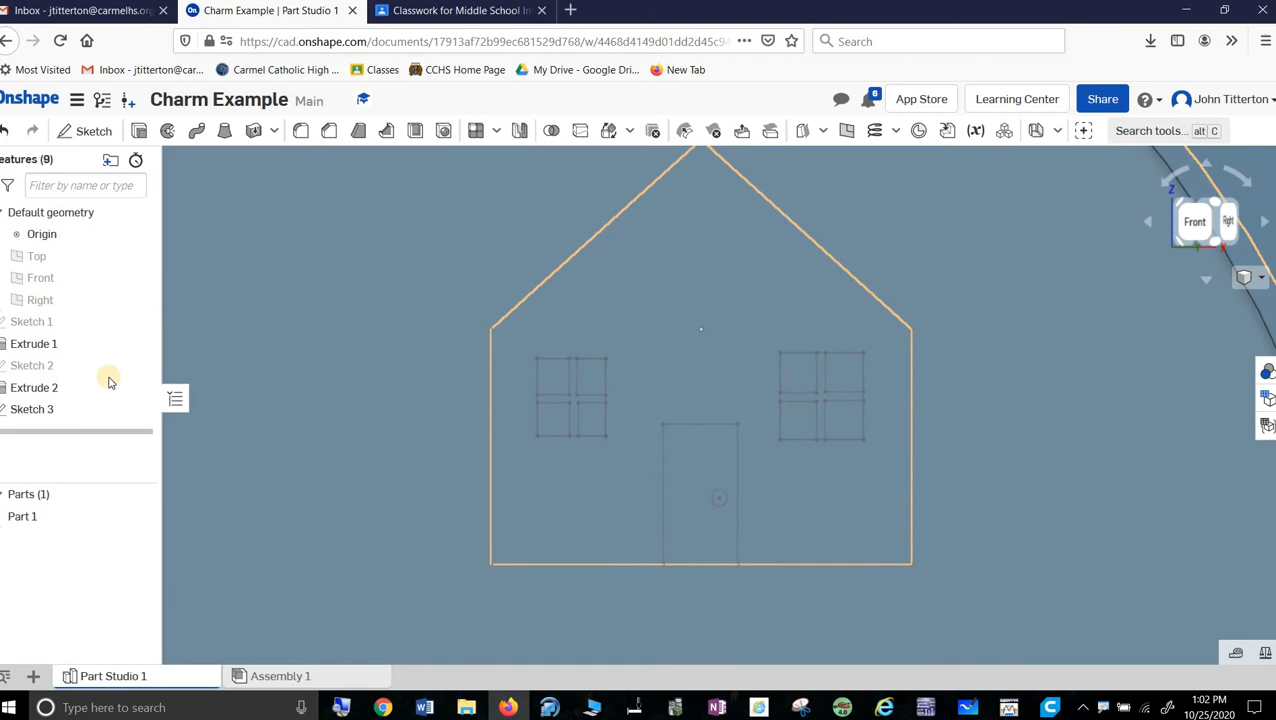 Inbox - jtitterton@carmelhs.org
Charm Example | Part Studio 1
Classwork for Middle School In
https://cad.onshape.com/documents/17913af72b99ec681529d768/w/4468d4149d01dd2d45c94
Search
Most Visited
Inbox - jtitterton@car...
Carmel Catholic High ...
Classes
CCHS Home Page
My Drive - Google Dri...
New Tab
Onshape
Charm Example
Main
6
App Store
Learning Center
Share
John Titterton
Sketch
Search tools...
alt
C
eatures (9)
Filter by name or type
Default geometry
Origin
Top
Front
Right
Sketch 1
Extrude 1
Sketch 2
Extrude 2
Sketch 3
Parts (1)
Part 1
Z
Front
Right
X
Part Studio 1
Assembly 1
Type here to search
1:02 PM
10/25/2020